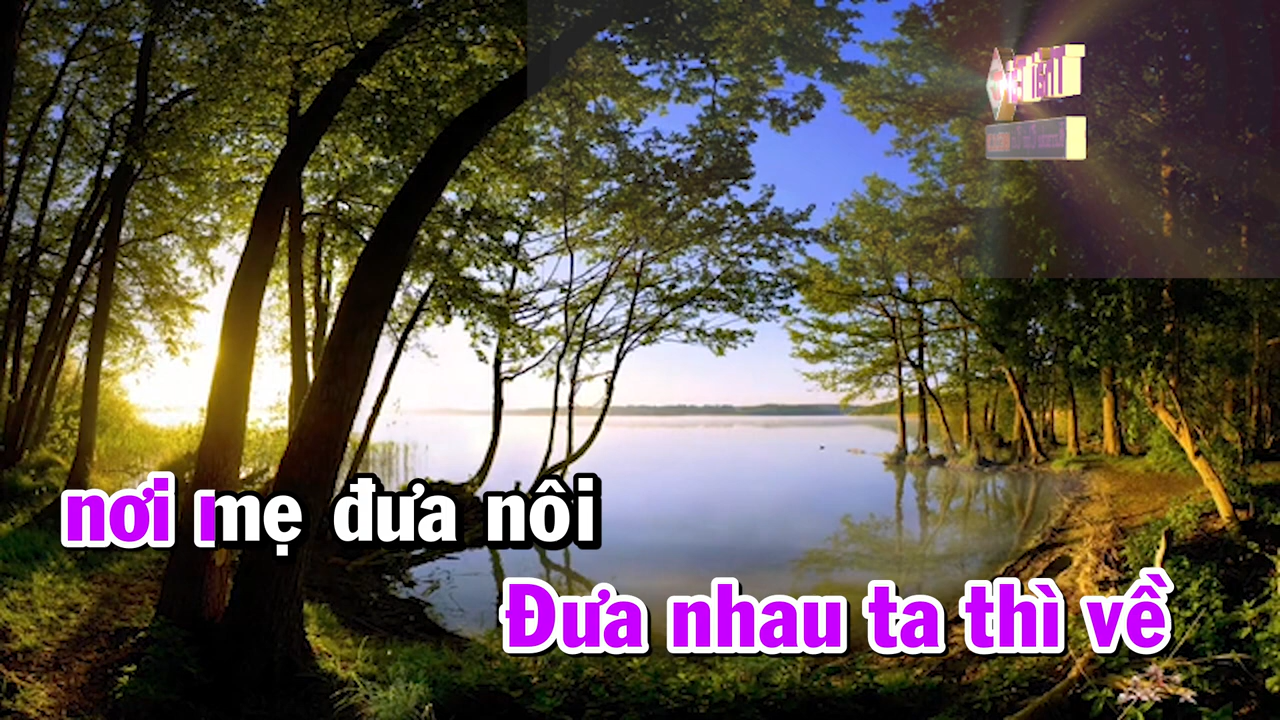 nơi mẹ đưa nôi
Đưa nhau ta thì về